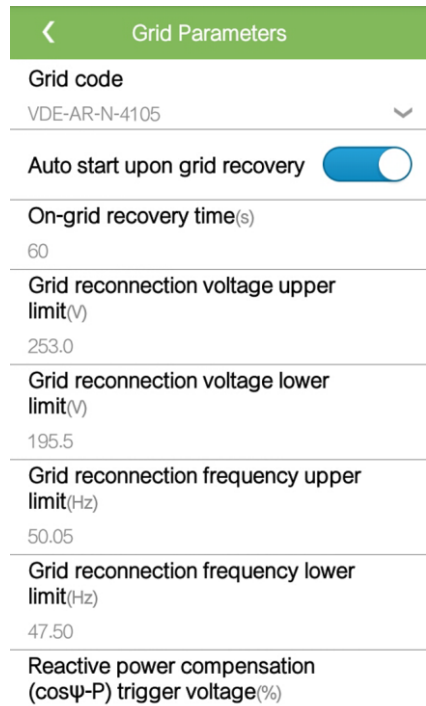 Grid Parameters
Grid code
VDE-AR-N-4105
Auto start upon grid recovery
On-grid recovery time(s)
60
Grid reconnection voltage upper
limit(V)
253.0
Grid reconnection voltage lower
limit(V)
195.5
Grid reconnection frequency upper
limit(Hz)
50.05
Grid reconnection frequency lower
limit(Hz)
47.50
Reactive power compensation
(cosψ-P) trigger voltage(%)